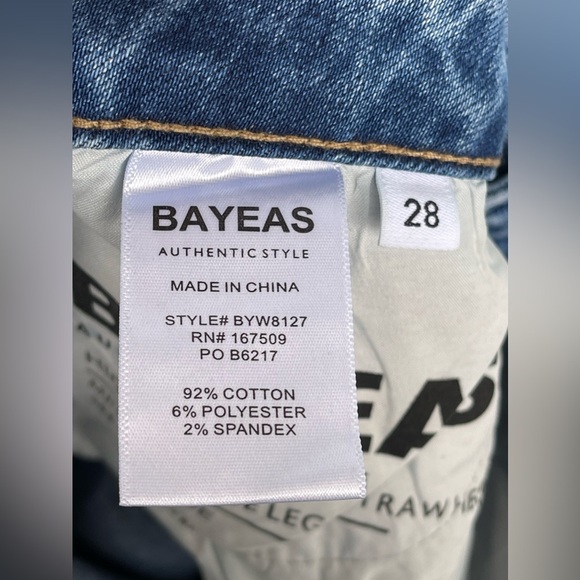 BAYEAS
AUTHENTIC STYLE
MADE IN CHINA
STYLE# BYW8127
RN# 167509
PO B6217
92% COTTON
6% POLYESTER
2% SPANDEX
28